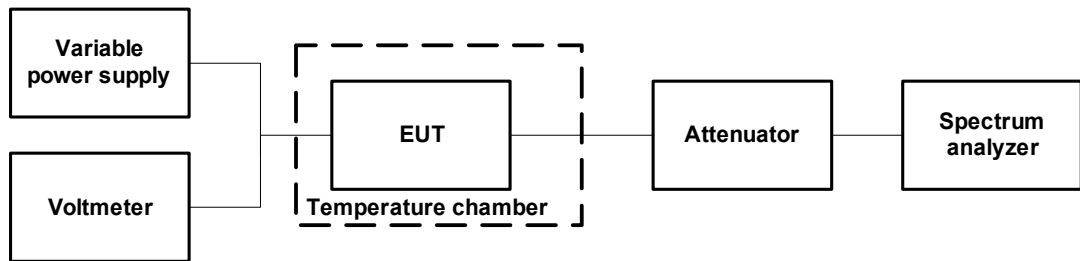 Variable
power supply
Voltmeter
EUT
Temperature chamber
Attenuator
Spectrum
analyzer